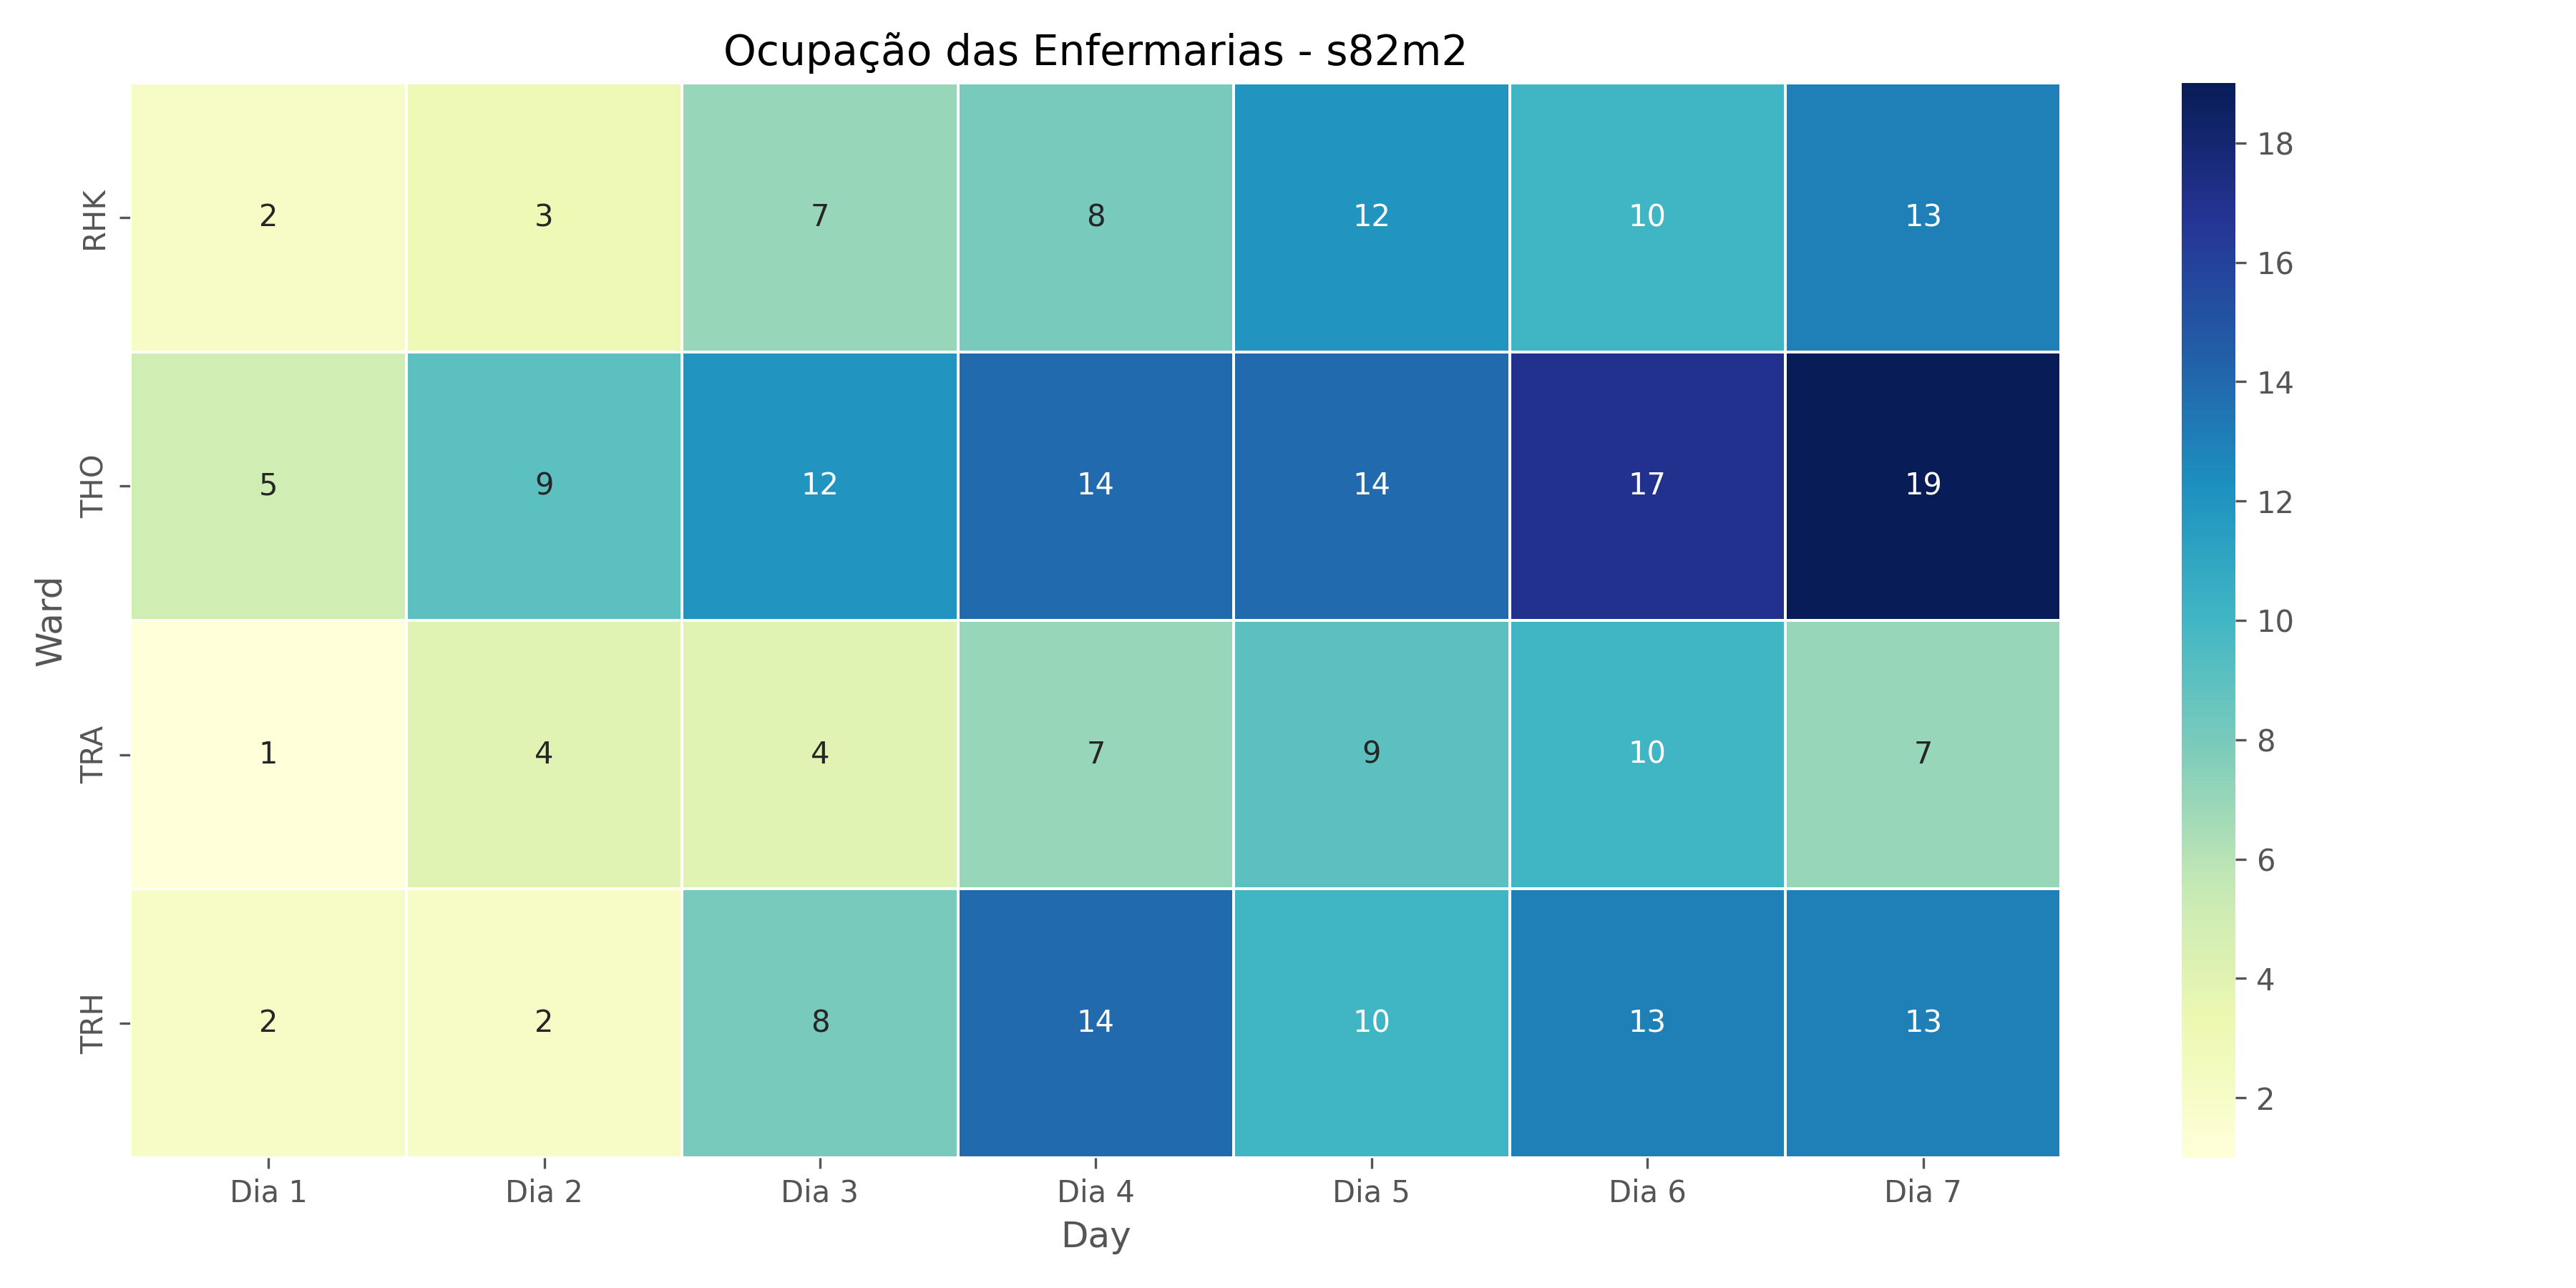 Ocupação das Enfermarias - s82m2
Ward
RHK
2 3 7 8 12 10 13
THO
5 9 12 14 14 17 19
TRA
1 4 4 7 9 10 7
TRH
2 2 8 14 10 13 13
Dia 1 Dia 2 Dia 3 Dia 4 Dia 5 Dia 6 Dia 7
Day
18
16
14
12
10
8
6
4
2